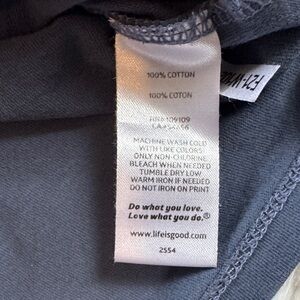 100% COTTON
100% COTON
MACHINE WASH COLD
WITH LIKE COLORS
ONLY NON-CHLORINE
BLEACH WHEN NEEDED
TUMBLE DRY LOW
WARM IRON IF NEEDED
DO NOT IRON ON PRINT
Do what you love.
Love what you do.®
www.lifeisgood.com
2554